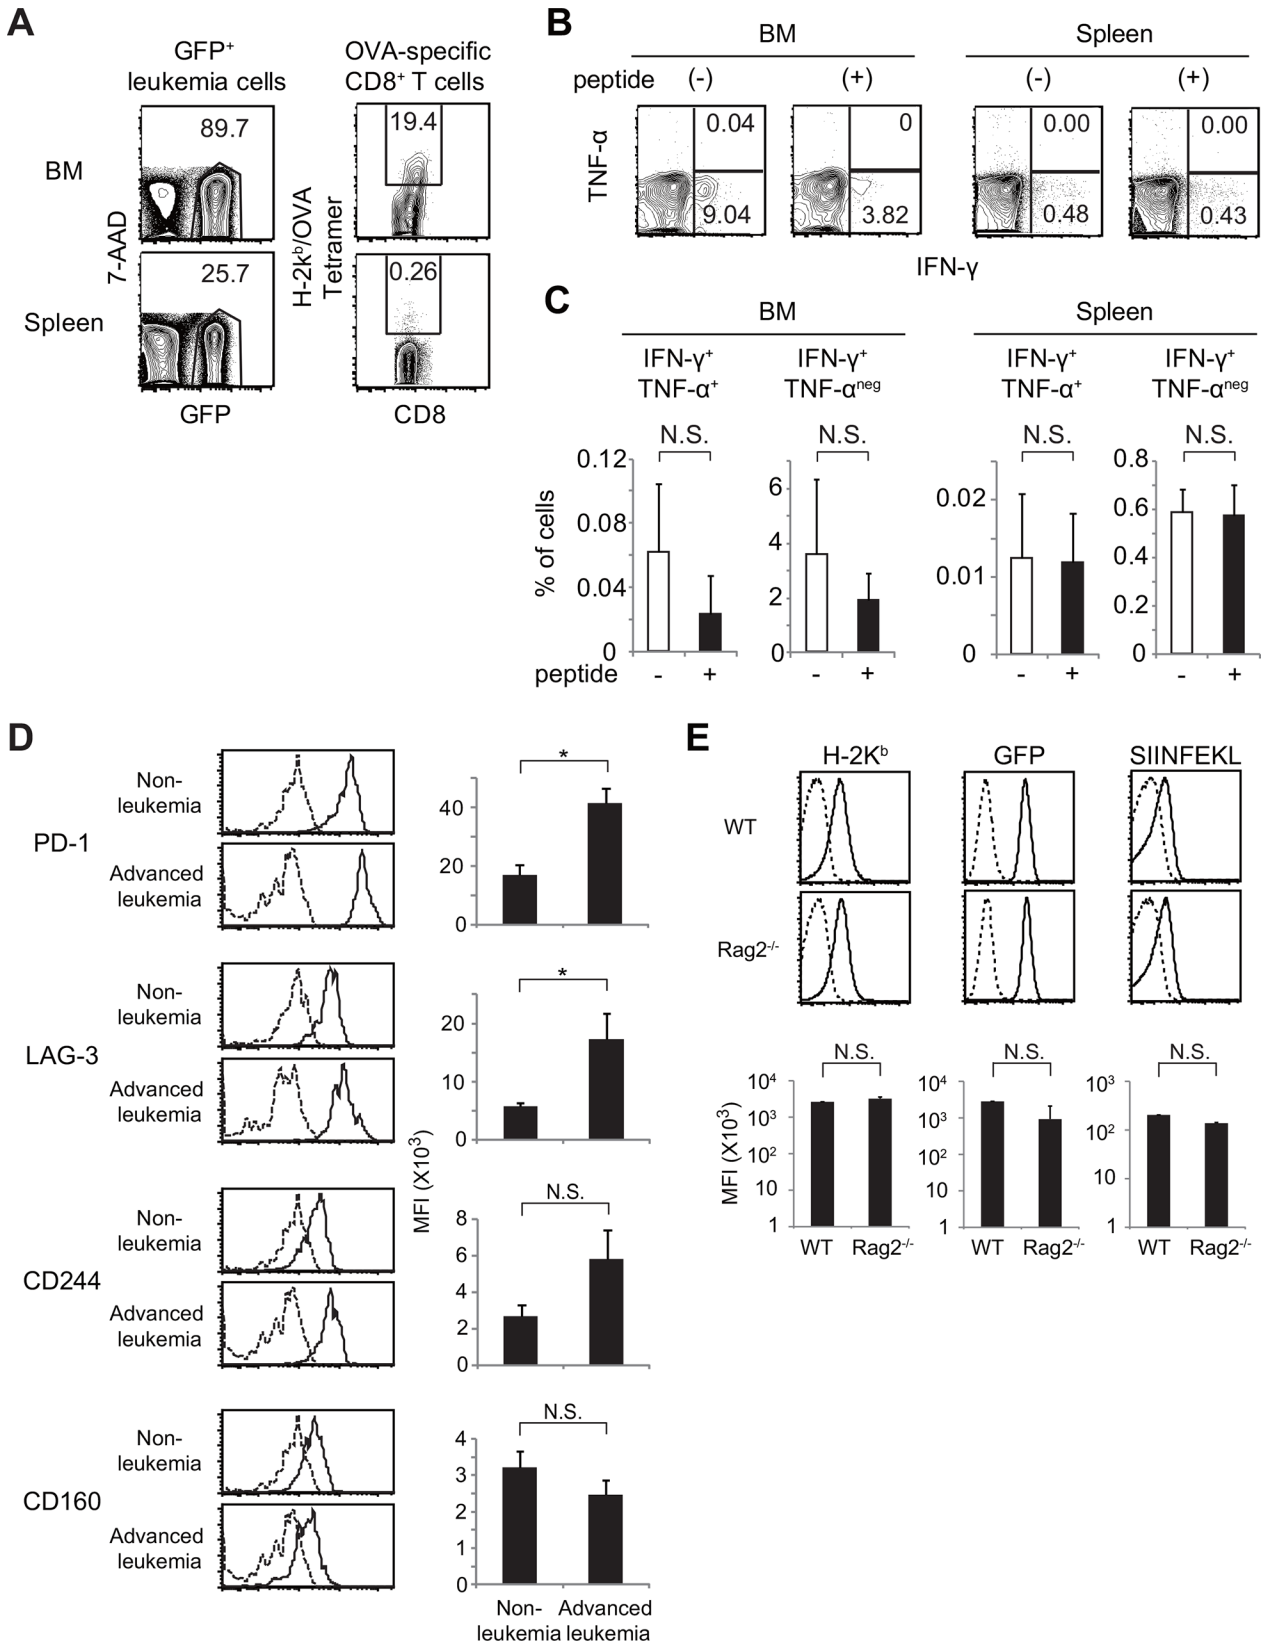 A
GFP⁺
leukemia cells
OVA-specific
CD8⁺ T cells
BM
89.7
19.4
Spleen
25.7
0.26
7-AAD
H-2kᵇ/OVA
Tetramer
GFP
CD8
B
BM
Spleen
peptide
(-)
(+)
(-)
(+)
TNF-α
0.04
9.04
0
3.82
0.00
0.48
0.00
0.43
IFN-γ
C
BM
Spleen
IFN-γ⁺
TNF-α⁺
IFN-γ⁺
TNF-αⁿᵉᵍ
IFN-γ⁺
TNF-α⁺
IFN-γ⁺
TNF-αⁿᵉᵍ
N.S.
N.S.
N.S.
N.S.
% of cells
0.12
0.08
0.04
0
6
4
2
0
0.02
0.01
0
0.8
0.6
0.4
0.2
0
peptide
-
+
-
+
-
+
-
+
D
PD-1
Non-
leukemia
Advanced
leukemia
*
40
20
0
LAG-3
Non-
leukemia
Advanced
leukemia
*
20
10
0
MFI (X10³)
CD244
Non-
leukemia
Advanced
leukemia
N.S.
8
6
4
2
0
CD160
Non-
leukemia
Advanced
leukemia
N.S.
4
3
2
1
0
Non-
leukemia
Advanced
leukemia
E
H-2Kᵇ
GFP
SIINFEKL
WT
Rag2⁻/⁻
N.S.
N.S.
N.S.
MFI (X10³)
10⁴
10³
10²
10
1
10⁴
10³
10²
10
1
10³
10²
10
1
WT
Rag2⁻/⁻
WT
Rag2⁻/⁻
WT
Rag2⁻/⁻